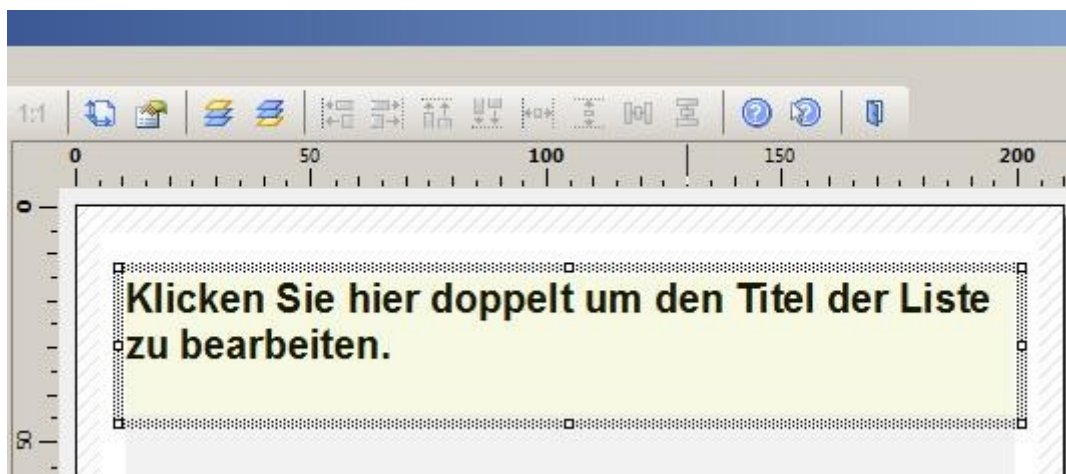 1:1
0 50 100 150 200
0
Klicken Sie hier doppelt um den Titel der Liste
zu bearbeiten.
50